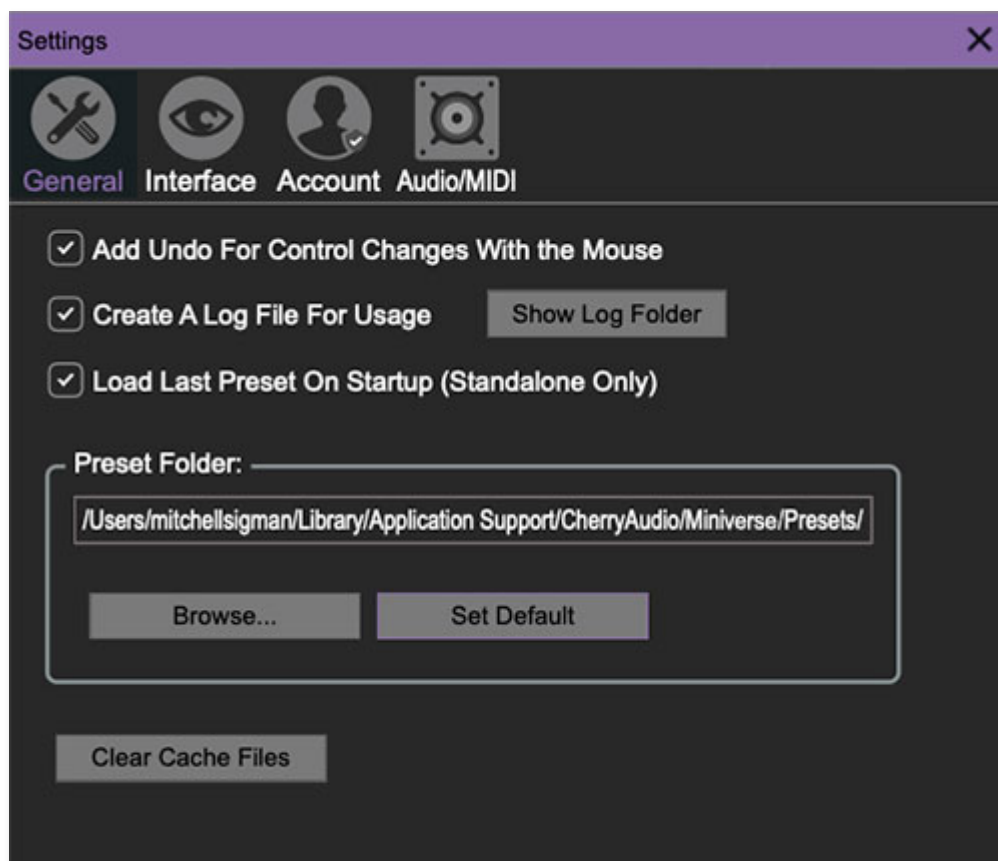 Settings
General Interface Account Audio/MIDI
Add Undo For Control Changes With the Mouse
Create A Log File For Usage Show Log Folder
Load Last Preset On Startup (Standalone Only)
Preset Folder:
/Users/mitchellsigman/Library/Application Support/CherryAudio/Miniverse/Presets/
Browse... Set Default
Clear Cache Files